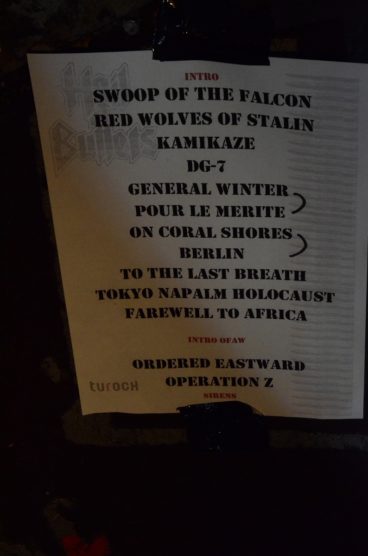 Hail
Bullets
INTRO
SWOOP OF THE FALCON
RED WOLVES OF STALIN
KAMIKAZE
DG-7
GENERAL WINTER
POUR LE MERITE
ON CORAL SHORES
BERLIN
TO THE LAST BREATH
TOKYO NAPALM HOLOCAUST
FAREWELL TO AFRICA
INTRO OFAW
ORDERED EASTWARD
OPERATION Z
SIRENS
turock